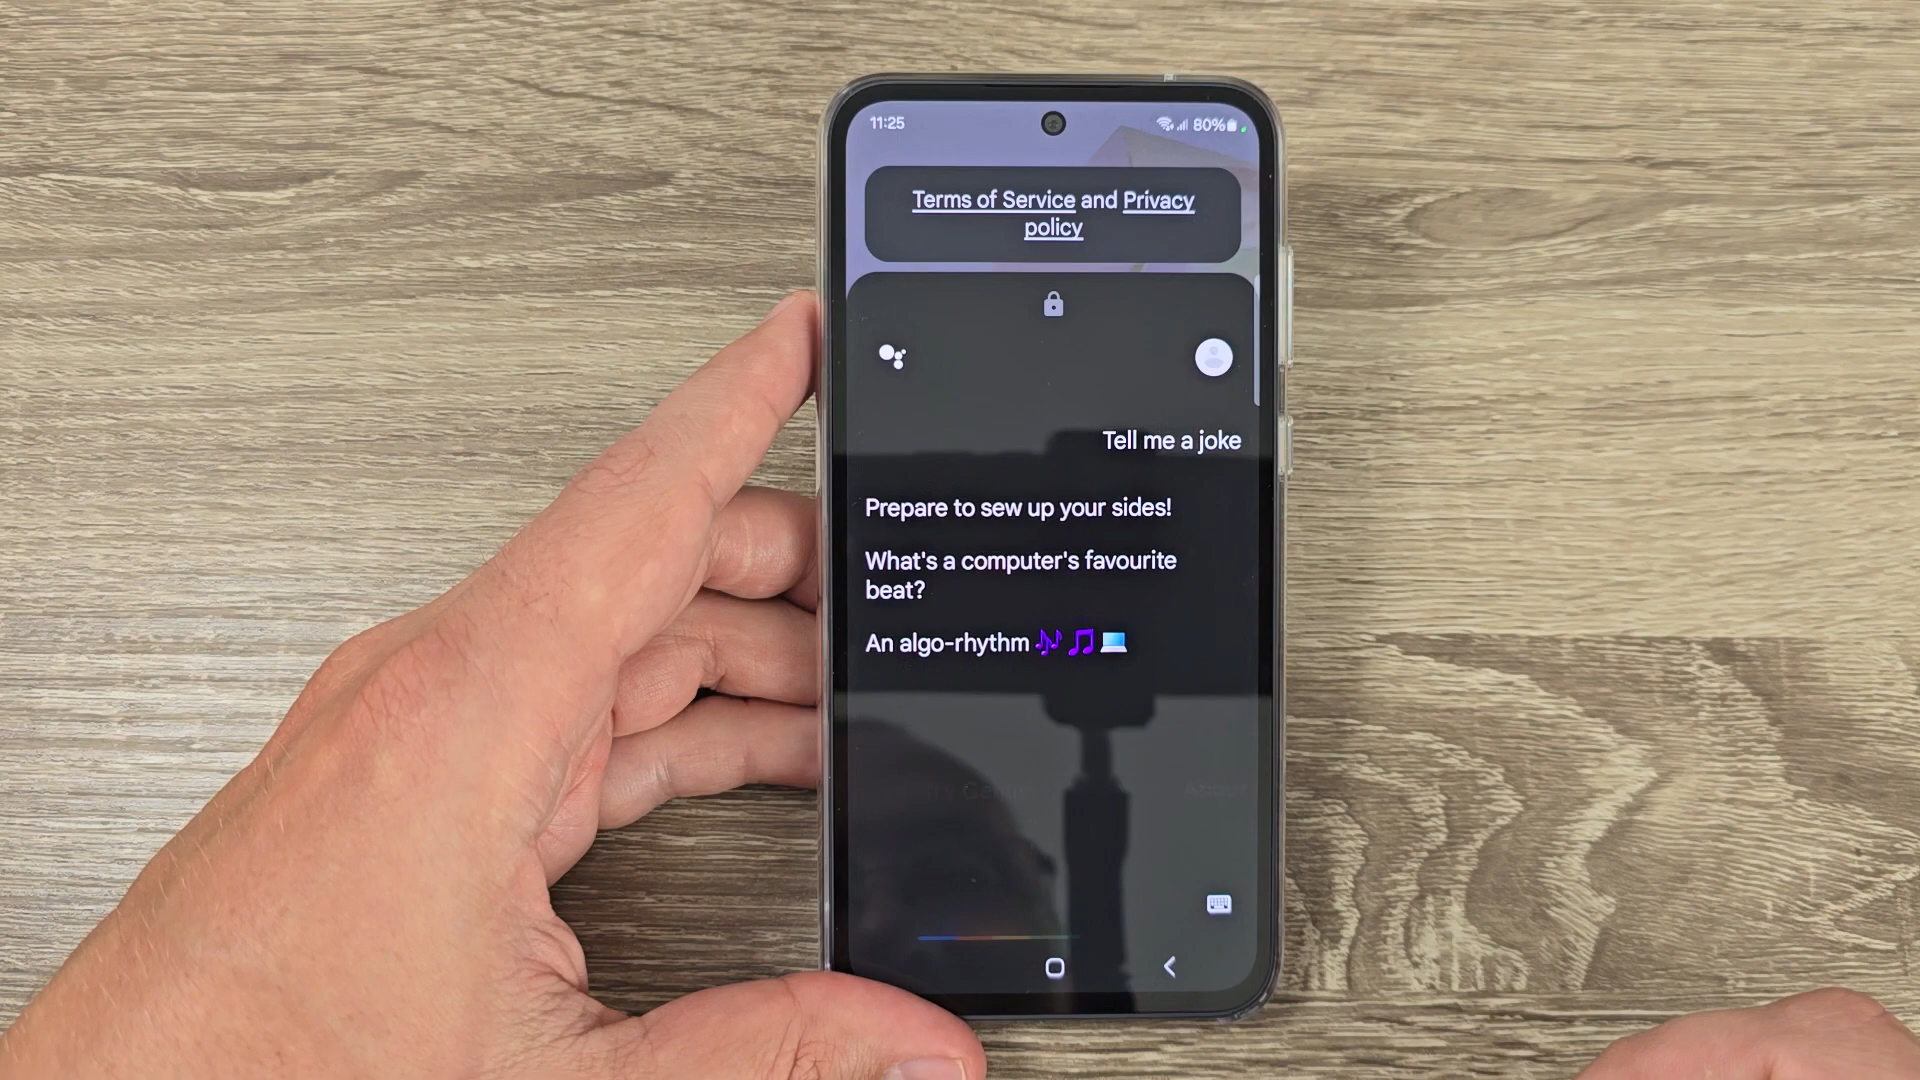 11:25
80%
Terms of Service and Privacy
policy
Tell me a joke
Prepare to sew up your sides!
What's a computer's favourite
beat?
An algo-rhythm 🎶 🎵 💻